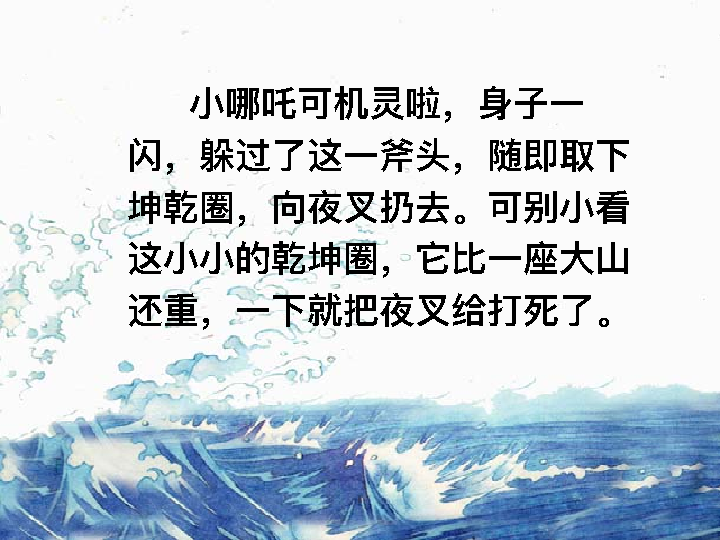 小哪吒可机灵啦，身子一
闪，躲过了这一斧头，随即取下
坤乾圈，向夜叉扔去。可别小看
这小小的乾坤圈，它比一座大山
还重，一下就把夜叉给打死了。